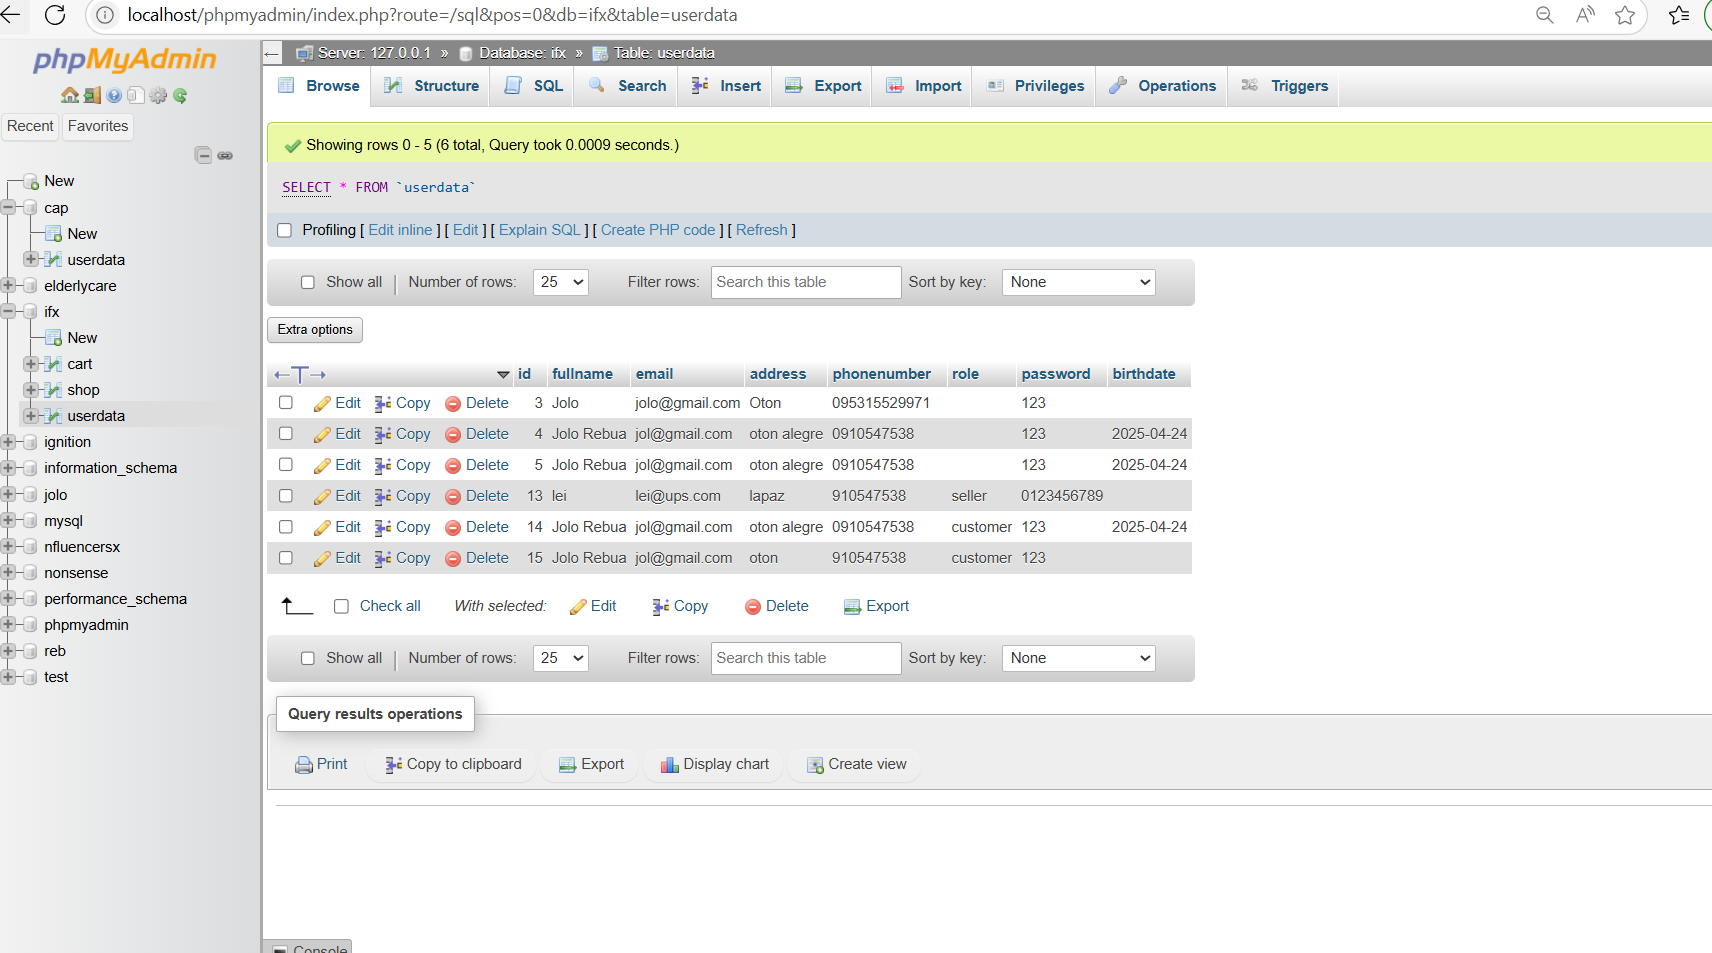 localhost/phpmyadmin/index.php?route=/sql&pos=0&db=ifx&table=userdata
phpMyAdmin
Recent Favorites
New
cap
New
userdata
elderlycare
ifx
New
cart
shop
userdata
ignition
information_schema
jolo
mysql
nfluencersx
nonsense
performance_schema
phpmyadmin
reb
test
Server: 127.0.0.1 » Database: ifx » Table: userdata
Browse Structure SQL Search Insert Export Import Privileges Operations Triggers
Showing rows 0 - 5 (6 total, Query took 0.0009 seconds.)
SELECT * FROM `userdata`
Profiling [ Edit inline ] [ Edit ] [ Explain SQL ] [ Create PHP code ] [ Refresh ]
Show all Number of rows: 25 Filter rows: Search this table Sort by key: None
Extra options
id fullname email address phonenumber role password birthdate
Edit Copy Delete 3 Jolo jolo@gmail.com Oton 095315529971 123
Edit Copy Delete 4 Jolo Rebua jol@gmail.com oton alegre 0910547538 123 2025-04-24
Edit Copy Delete 5 Jolo Rebua jol@gmail.com oton alegre 0910547538 123 2025-04-24
Edit Copy Delete 13 lei lei@ups.com lapaz 910547538 seller 0123456789
Edit Copy Delete 14 Jolo Rebua jol@gmail.com oton alegre 0910547538 customer 123 2025-04-24
Edit Copy Delete 15 Jolo Rebua jol@gmail.com oton 910547538 customer 123
Check all With selected: Edit Copy Delete Export
Show all Number of rows: 25 Filter rows: Search this table Sort by key: None
Query results operations
Print Copy to clipboard Export Display chart Create view
Console